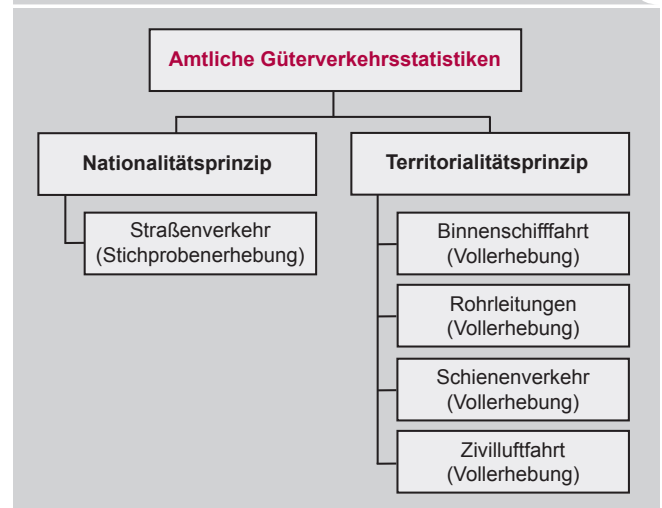 Amtliche Güterverkehrsstatistiken
Nationalitätsprinzip
Straßenverkehr
(Stichprobenerhebung)
Territorialitätsprinzip
Binnenschifffahrt
(Vollerhebung)
Rohrleitungen
(Vollerhebung)
Schienenverkehr
(Vollerhebung)
Zivilluftfahrt
(Vollerhebung)